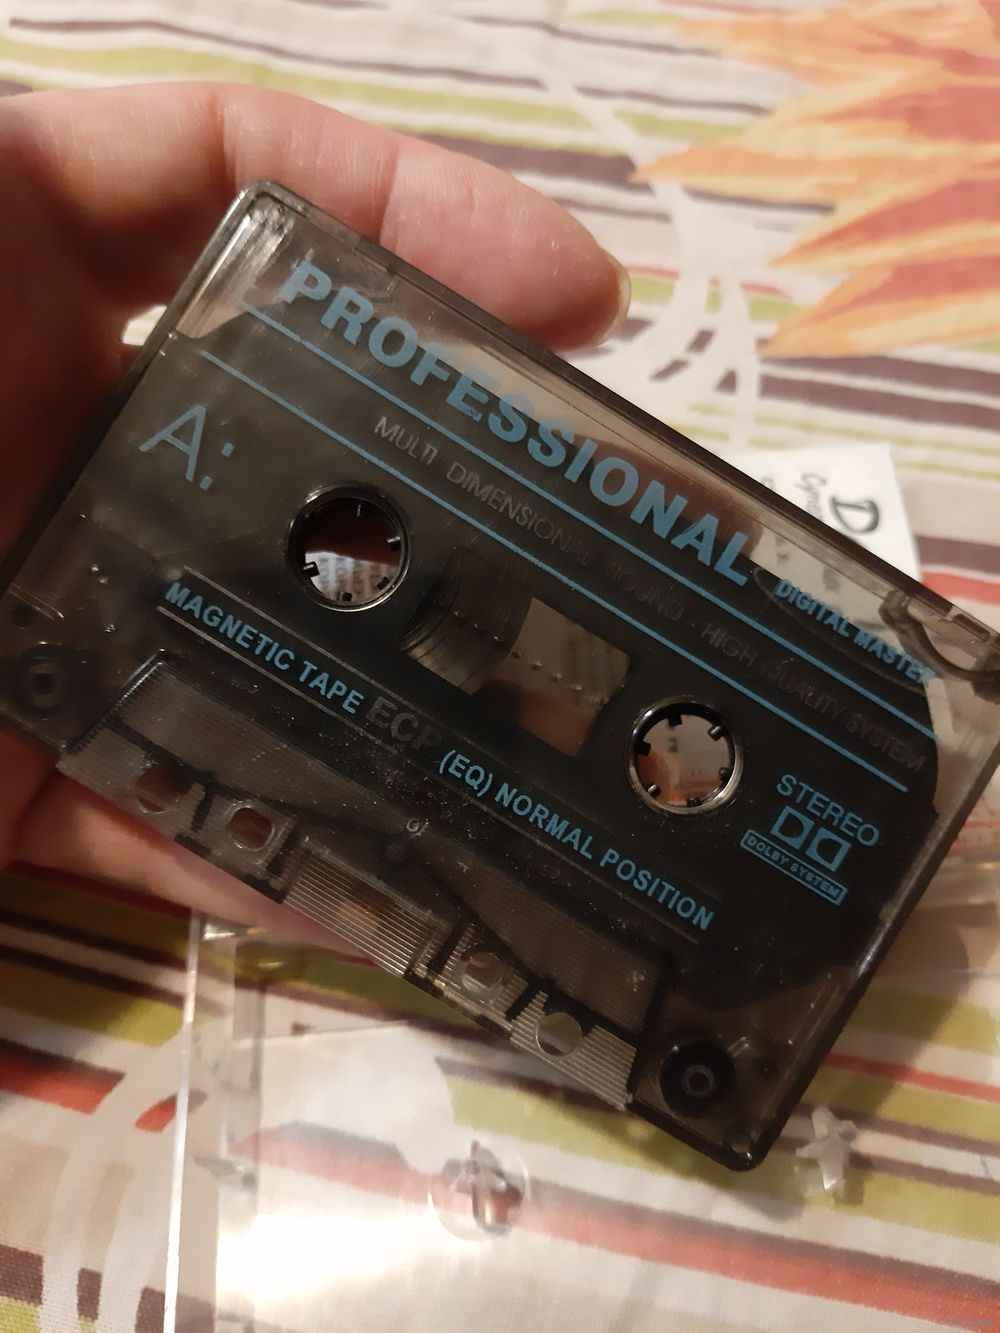 PROFESSIONAL
DIGITAL MASTER
MULTI DIMENSIONAL SOUND - HIGH QUALITY SYSTEM
A:
MAGNETIC TAPE ECP (EQ) NORMAL POSITION
STEREO
DOLBY SYSTEM
D